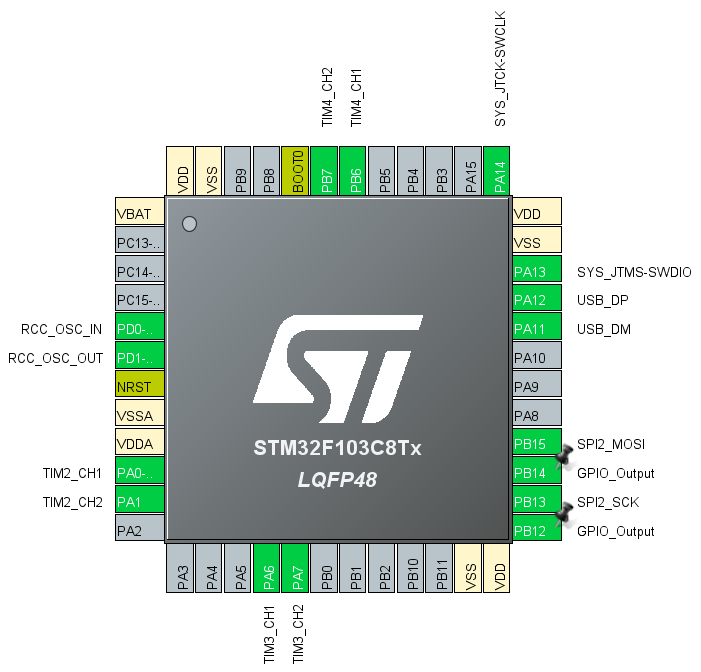 TIM4_CH2
TIM4_CH1
SYS_JTCK-SWCLK
VDD
VSS
PB9
PB8
BOOT0
PB7
PB6
PB5
PB4
PB3
PA15
PA14
VBAT
PC13-..
PC14-..
PC15-..
RCC_OSC_IN PD0-..
RCC_OSC_OUT PD1-..
NRST
VSSA
VDDA
TIM2_CH1 PA0-..
TIM2_CH2 PA1
PA2
STM32F103C8Tx
LQFP48
VDD
VSS
PA13 SYS_JTMS-SWDIO
PA12 USB_DP
PA11 USB_DM
PA10
PA9
PA8
PB15 SPI2_MOSI
PB14 GPIO_Output
PB13 SPI2_SCK
PB12 GPIO_Output
PA3
PA4
PA5
PA6
PA7
PB0
PB1
PB2
PB10
PB11
VSS
VDD
TIM3_CH1
TIM3_CH2